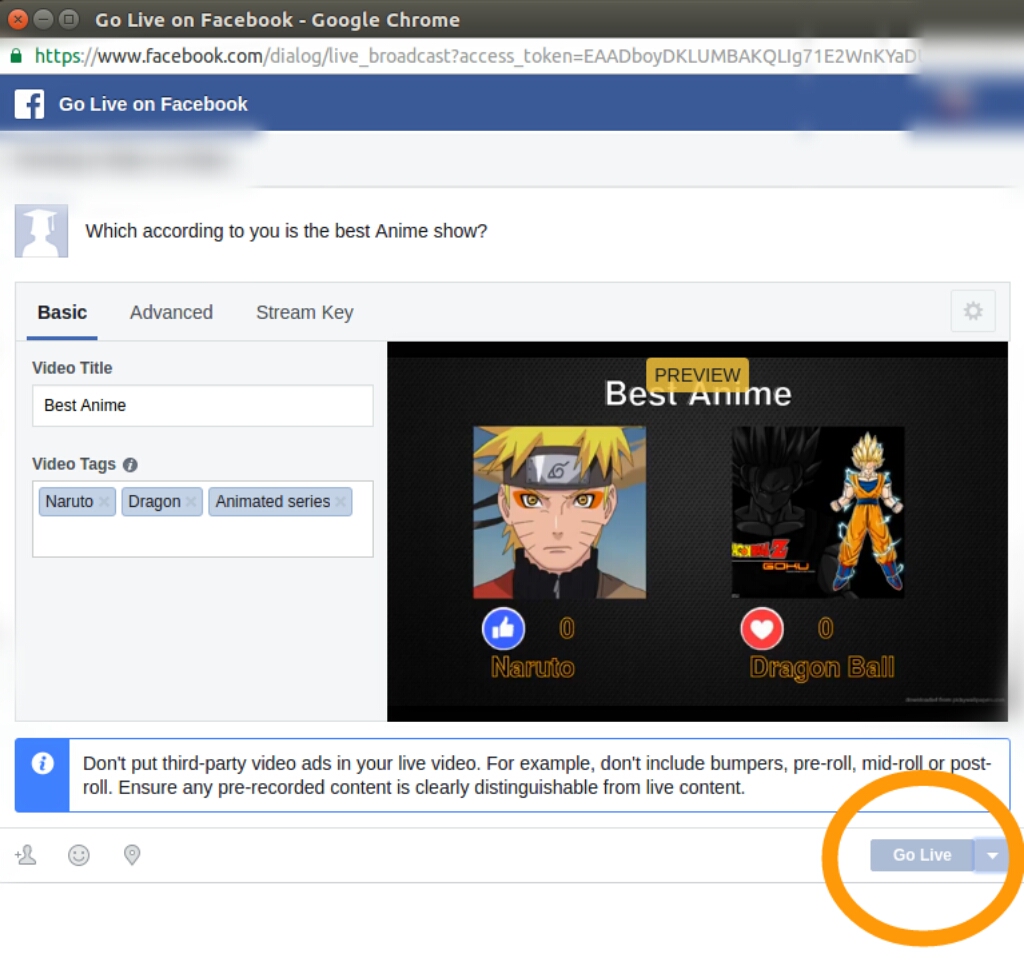 Go Live on Facebook - Google Chrome
https://www.facebook.com/dialog/live_broadcast?access_token=EAADboyDKLUMBAKQLIg71E2WnKYaD
Go Live on Facebook
Which according to you is the best Anime show?
Basic Advanced Stream Key
Video Title
Best Anime
Video Tags
Naruto × Dragon × Animated series ×
PREVIEW
Best Anime
GOKU
0 0
Naruto Dragon Ball
Don't put third-party video ads in your live video. For example, don't include bumpers, pre-roll, mid-roll or post-
roll. Ensure any pre-recorded content is clearly distinguishable from live content.
Go Live